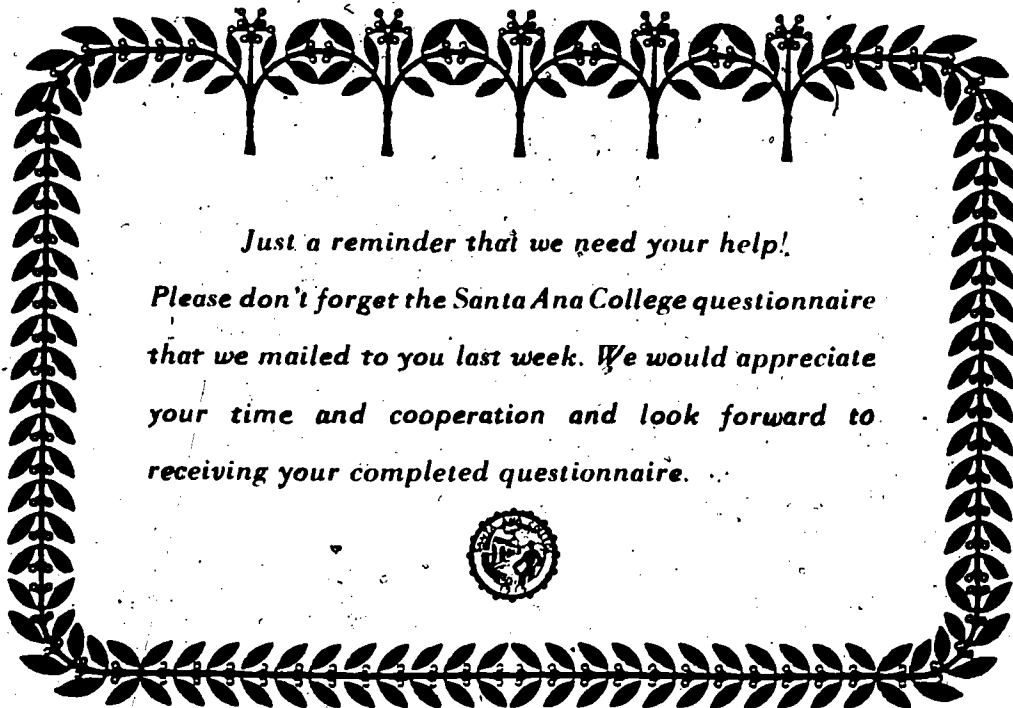 Just a reminder that we need your help!
Please don't forget the Santa Ana College questionnaire
that we mailed to you last week. We would appreciate
your time and cooperation and look forward to
receiving your completed questionnaire.